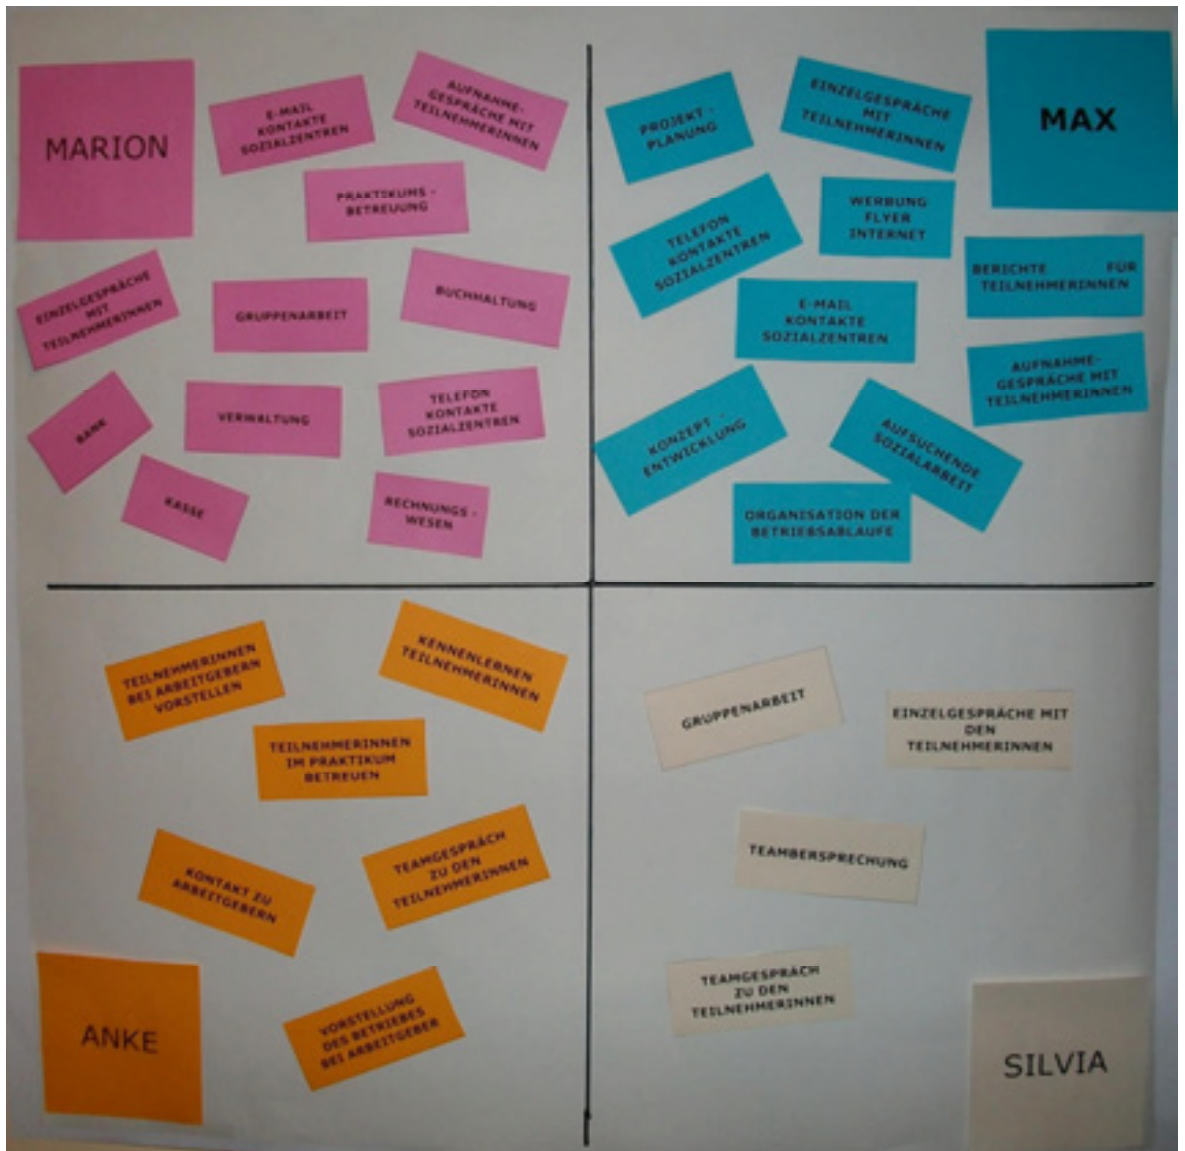 MARION
E-MAIL
KONTAKTE
SOZIALZENTREN
AUFNAHME-
GESPRÄCHE MIT
TEILNEHMERINNEN
PRAKTIKUMS -
BETREUUNG
EINZELGESPRÄCHE
MIT
TEILNEHMERINNEN
GRUPPENARBEIT
BUCHHALTUNG
BANK
VERWALTUNG
TELEFON
KONTAKTE
SOZIALZENTREN
KASSE
RECHNUNGS -
WESEN
PROJEKT -
PLANUNG
EINZELGESPRÄCHE
MIT
TEILNEHMERINNEN
MAX
TELEFON
KONTAKTE
SOZIALZENTREN
WERBUNG
FLYER
INTERNET
BERICHTE FÜR
TEILNEHMERINNEN
E-MAIL
KONTAKTE
SOZIALZENTREN
AUFNAHME-
GESPRÄCHE MIT
TEILNEHMERINNEN
KONZEPT -
ENTWICKLUNG
AUFSUCHENDE
SOZIALARBEIT
ORGANISATION DER
BETRIEBSABLAUFE
TEILNEHMERINNEN
BEI ARBEITGEBERN
VORSTELLEN
KENNENLERNEN
TEILNEHMERINNEN
TEILNEHMERINNEN
IM PRAKTIKUM
BETREUEN
KONTAKT ZU
ARBEITGEBERN
TEAMGESPRÄCH
ZU DEN
TEILNEHMERINNEN
ANKE
VORSTELLUNG
DES BETRIEBES
BEI ARBEITGEBER
GRUPPENARBEIT
EINZELGESPRÄCHE MIT
DEN
TEILNEHMERINNEN
TEAMBERSPRECHUNG
TEAMGESPRÄCH
ZU DEN
TEILNEHMERINNEN
SILVIA